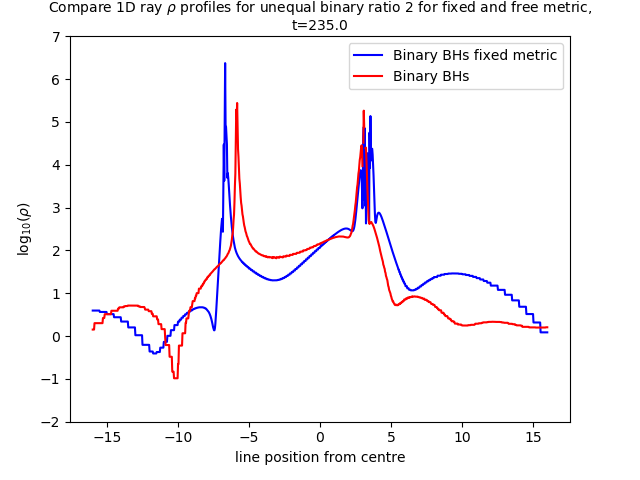 Compare 1D ray ρ profiles for unequal binary ratio 2 for fixed and free metric,
t=235.0
Binary BHs fixed metric
Binary BHs
7
6
5
4
3
2
1
0
−1
−2
log10(ρ)
−15 −10 −5 0 5 10 15
line position from centre